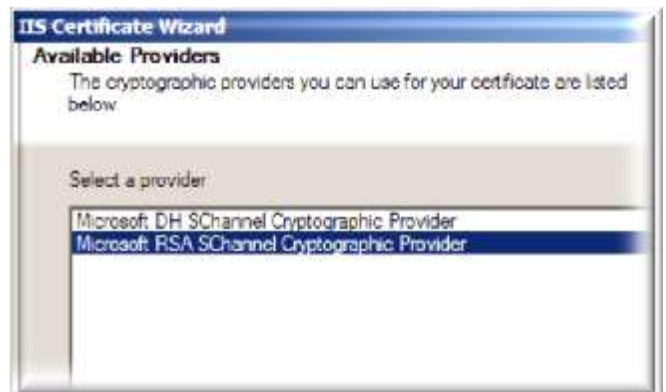 IIS Certificate Wizard
Available Providers
The cryptographic providers you can use for your certificate are listed
below
Select a provider
Microsoft DH SChannel Cryptographic Provider
Microsoft RSA SChannel Cryptographic Provider